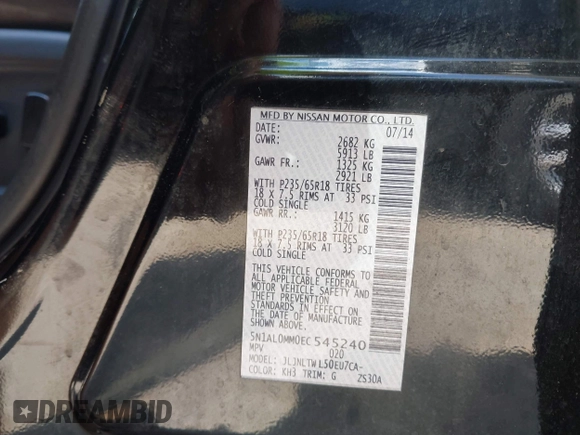 MFD BY NISSAN MOTOR CO., LTD.
DATE: 07/14
GVWR: 2682 KG
5913 LB
GAWR FR.: 1325 KG
2921 LB
WITH P235/65R18 TIRES
18 X 7.5 RIMS AT 33 PSI
COLD SINGLE
GAWR RR.: 1415 KG
3120 LB
WITH P235/65R18 TIRES
18 X 7.5 RIMS AT 33 PSI
COLD SINGLE
THIS VEHICLE CONFORMS TO
ALL APPLICABLE FEDERAL
MOTOR VEHICLE SAFETY AND
THEFT PREVENTION
STANDARDS IN EFFECT ON
THE DATE OF MANUFACTURE
SHOWN ABOVE
5N1AL0MM0EC545240
MPV 020
MODEL: JLJNLTWL50EU7CA-
COLOR: KH3 TRIM: G ZS30A
DREAMBID